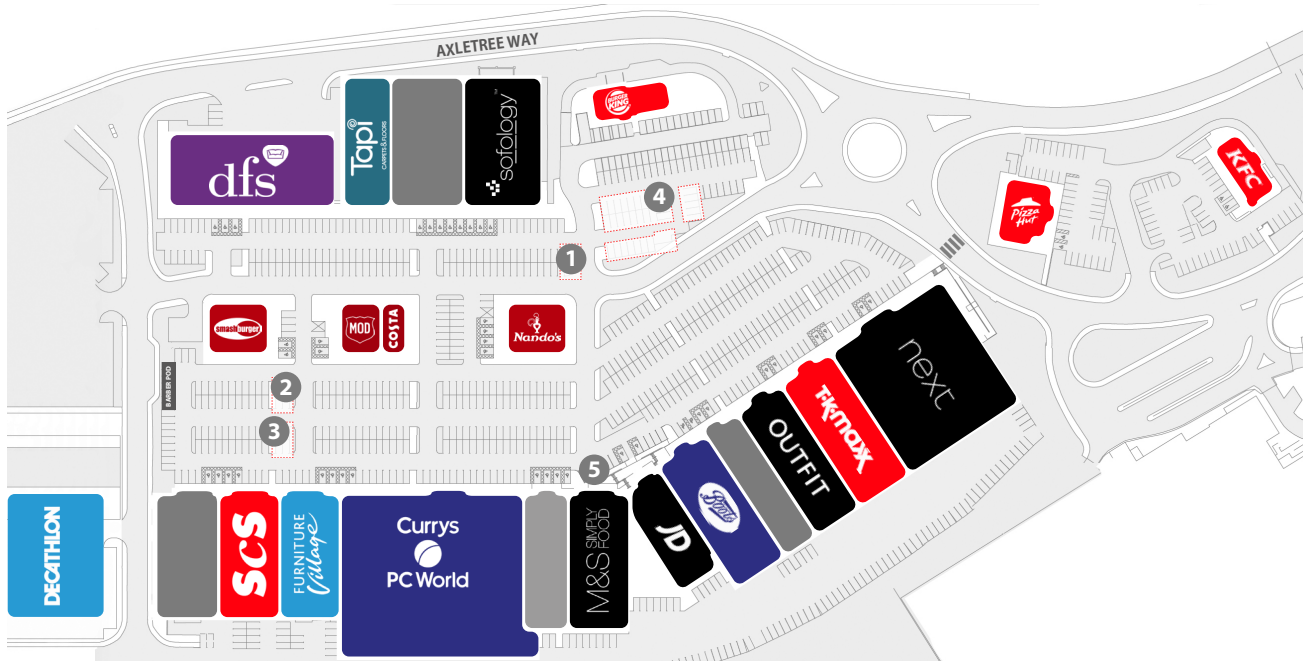 AXLETREE WAY
BURGER
KING
Tapi
CARPETS & FLOORS
sofology
TM
dfs
4
KFC
Pizza
Hut
1
smashburger
MOD
COSTA
Nando's
BARBER POD
2
3
next
T·K·maxx
OUTFIT
5
Boots
JD
DECATHLON
SCS
FURNITURE
Village
Currys
PC World
M&S SIMPLY
FOOD